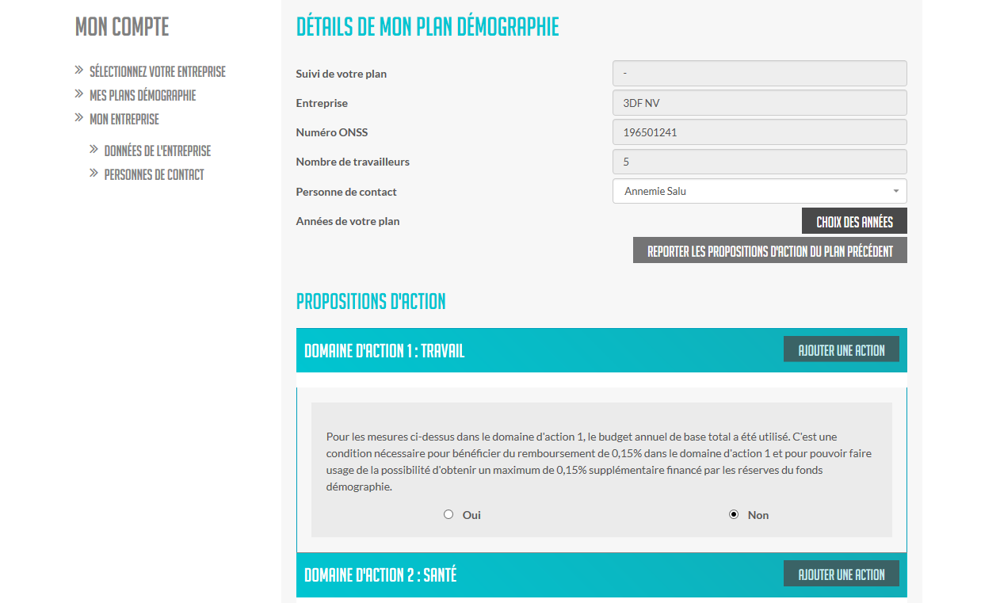 MON COMPTE
SÉLECTIONNEZ VOTRE ENTREPRISE
MES PLANS DÉMOGRAPHIE
MON ENTREPRISE
DONNÉES DE L'ENTREPRISE
PERSONNES DE CONTACT
DÉTAILS DE MON PLAN DÉMOGRAPHIE
Suivi de votre plan -
Entreprise 3DF NV
Numéro ONSS 196501241
Nombre de travailleurs 5
Personne de contact Annemie Salu
Années de votre plan CHOIX DES ANNÉES
REPORTER LES PROPOSITIONS D'ACTION DU PLAN PRÉCÉDENT
PROPOSITIONS D'ACTION
DOMAINE D'ACTION 1 : TRAVAIL AJOUTER UNE ACTION
Pour les mesures ci-dessus dans le domaine d'action 1, le budget annuel de base total a été utilisé. C'est une
condition nécessaire pour bénéficier du remboursement de 0,15% dans le domaine d'action 1 et pour pouvoir faire
usage de la possibilité d'obtenir un maximum de 0,15% supplémentaire financé par les réserves du fonds
démographie.
Oui Non
DOMAINE D'ACTION 2 : SANTÉ AJOUTER UNE ACTION